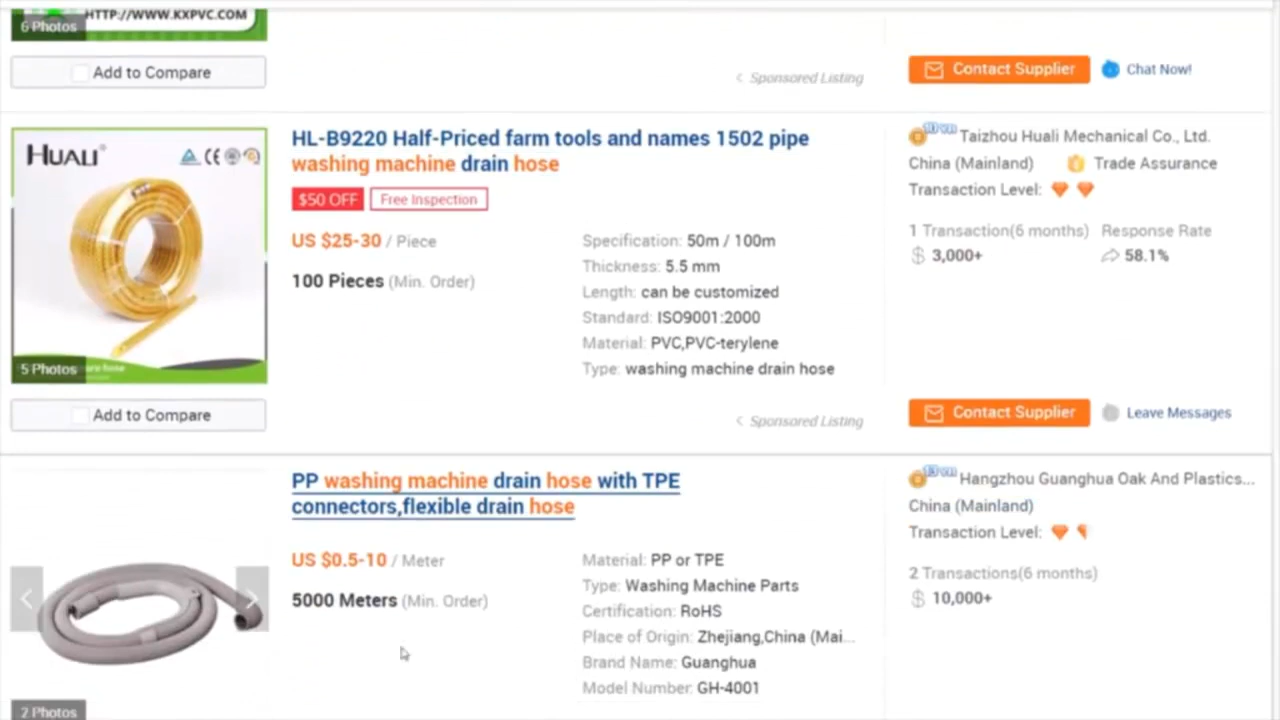 HTTP://WWW.KXPVC.COM
6 Photos
Add to Compare
Sponsored Listing
Contact Supplier
Chat Now!
HUALI®
5 Photos
Add to Compare
HL-B9220 Half-Priced farm tools and names 1502 pipe
washing machine drain hose
$50 OFF Free Inspection
US $25-30 / Piece
100 Pieces (Min. Order)
Specification: 50m / 100m
Thickness: 5.5 mm
Length: can be customized
Standard: ISO9001:2000
Material: PVC,PVC-terylene
Type: washing machine drain hose
Sponsored Listing
Taizhou Huali Mechanical Co., Ltd.
China (Mainland) Trade Assurance
Transaction Level:
1 Transaction(6 months) Response Rate
$ 3,000+ 58.1%
Contact Supplier
Leave Messages
2 Photos
PP washing machine drain hose with TPE
connectors,flexible drain hose
US $0.5-10 / Meter
5000 Meters (Min. Order)
Material: PP or TPE
Type: Washing Machine Parts
Certification: RoHS
Place of Origin: Zhejiang,China (Mai...
Brand Name: Guanghua
Model Number: GH-4001
Hangzhou Guanghua Oak And Plastics...
China (Mainland)
Transaction Level:
2 Transactions(6 months)
$ 10,000+